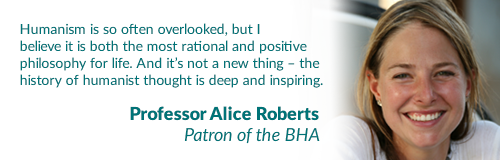 Humanism is so often overlooked, but I
believe it is both the most rational and positive
philosophy for life. And it's not a new thing – the
history of humanist thought is deep and inspiring.
Professor Alice Roberts
Patron of the BHA